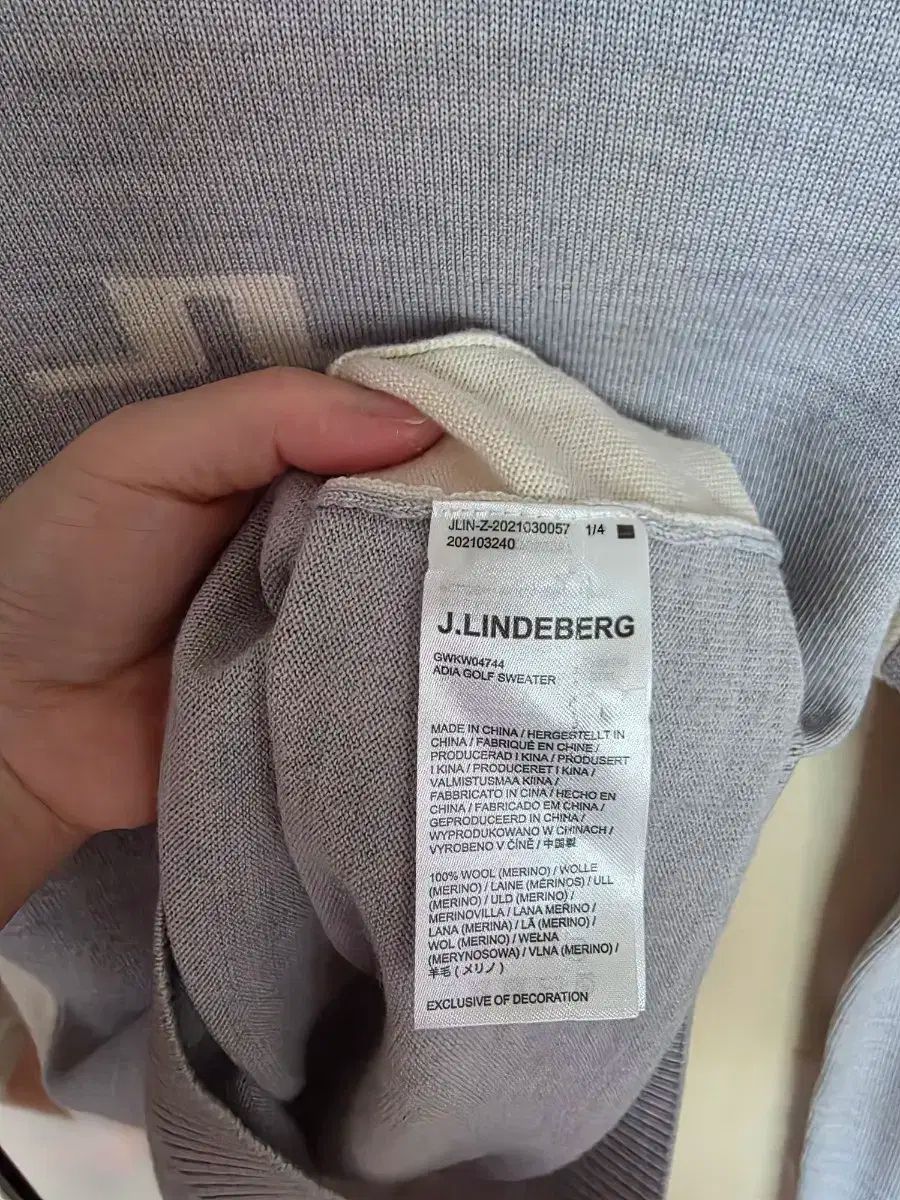 JLIN-Z-2021030057 1/4
202103240
J.LINDEBERG
GWKW04744
ADIA GOLF SWEATER
MADE IN CHINA / HERGESTELLT IN
CHINA / FABRIQUÉ EN CHINE /
PRODUCERAD I KINA / PRODUSERT
I KINA / PRODUCERET I KINA /
VALMISTUSMAA KIINA /
FABBRICATO IN CINA / HECHO EN
CHINA / FABRICADO EM CHINA /
GEPRODUCEERD IN CHINA /
WYPRODUKOWANO W CHINACH /
VYROBENO V ČÍNĚ / 中国製
100% WOOL (MERINO) / WOLLE
(MERINO) / LAINE (MÉRINOS) / ULL
(MERINO) / ULD (MERINO) /
MERINOVILLA / LANA MERINO /
LANA (MERINA) / LÃ (MERINO) /
WOL (MERINO) / WEŁNA
(MERYNOSOWA) / VLNA (MERINO) /
羊毛 ( メリノ )
EXCLUSIVE OF DECORATION